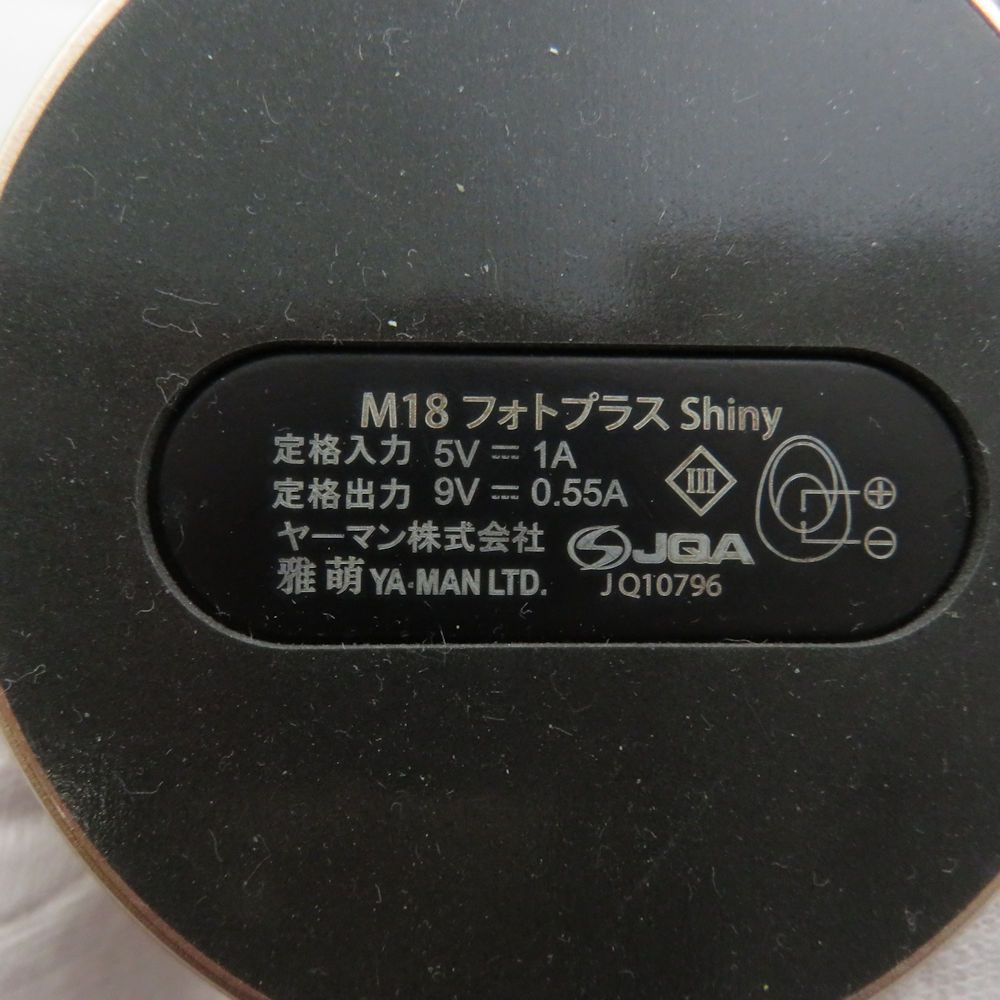 M18 フォトプラス Shiny
定格入力 5V ⎓ 1A
定格出力 9V ⎓ 0.55A
III
ヤーマン株式会社
雅萌 YA-MAN LTD.
JQA
JQ10796